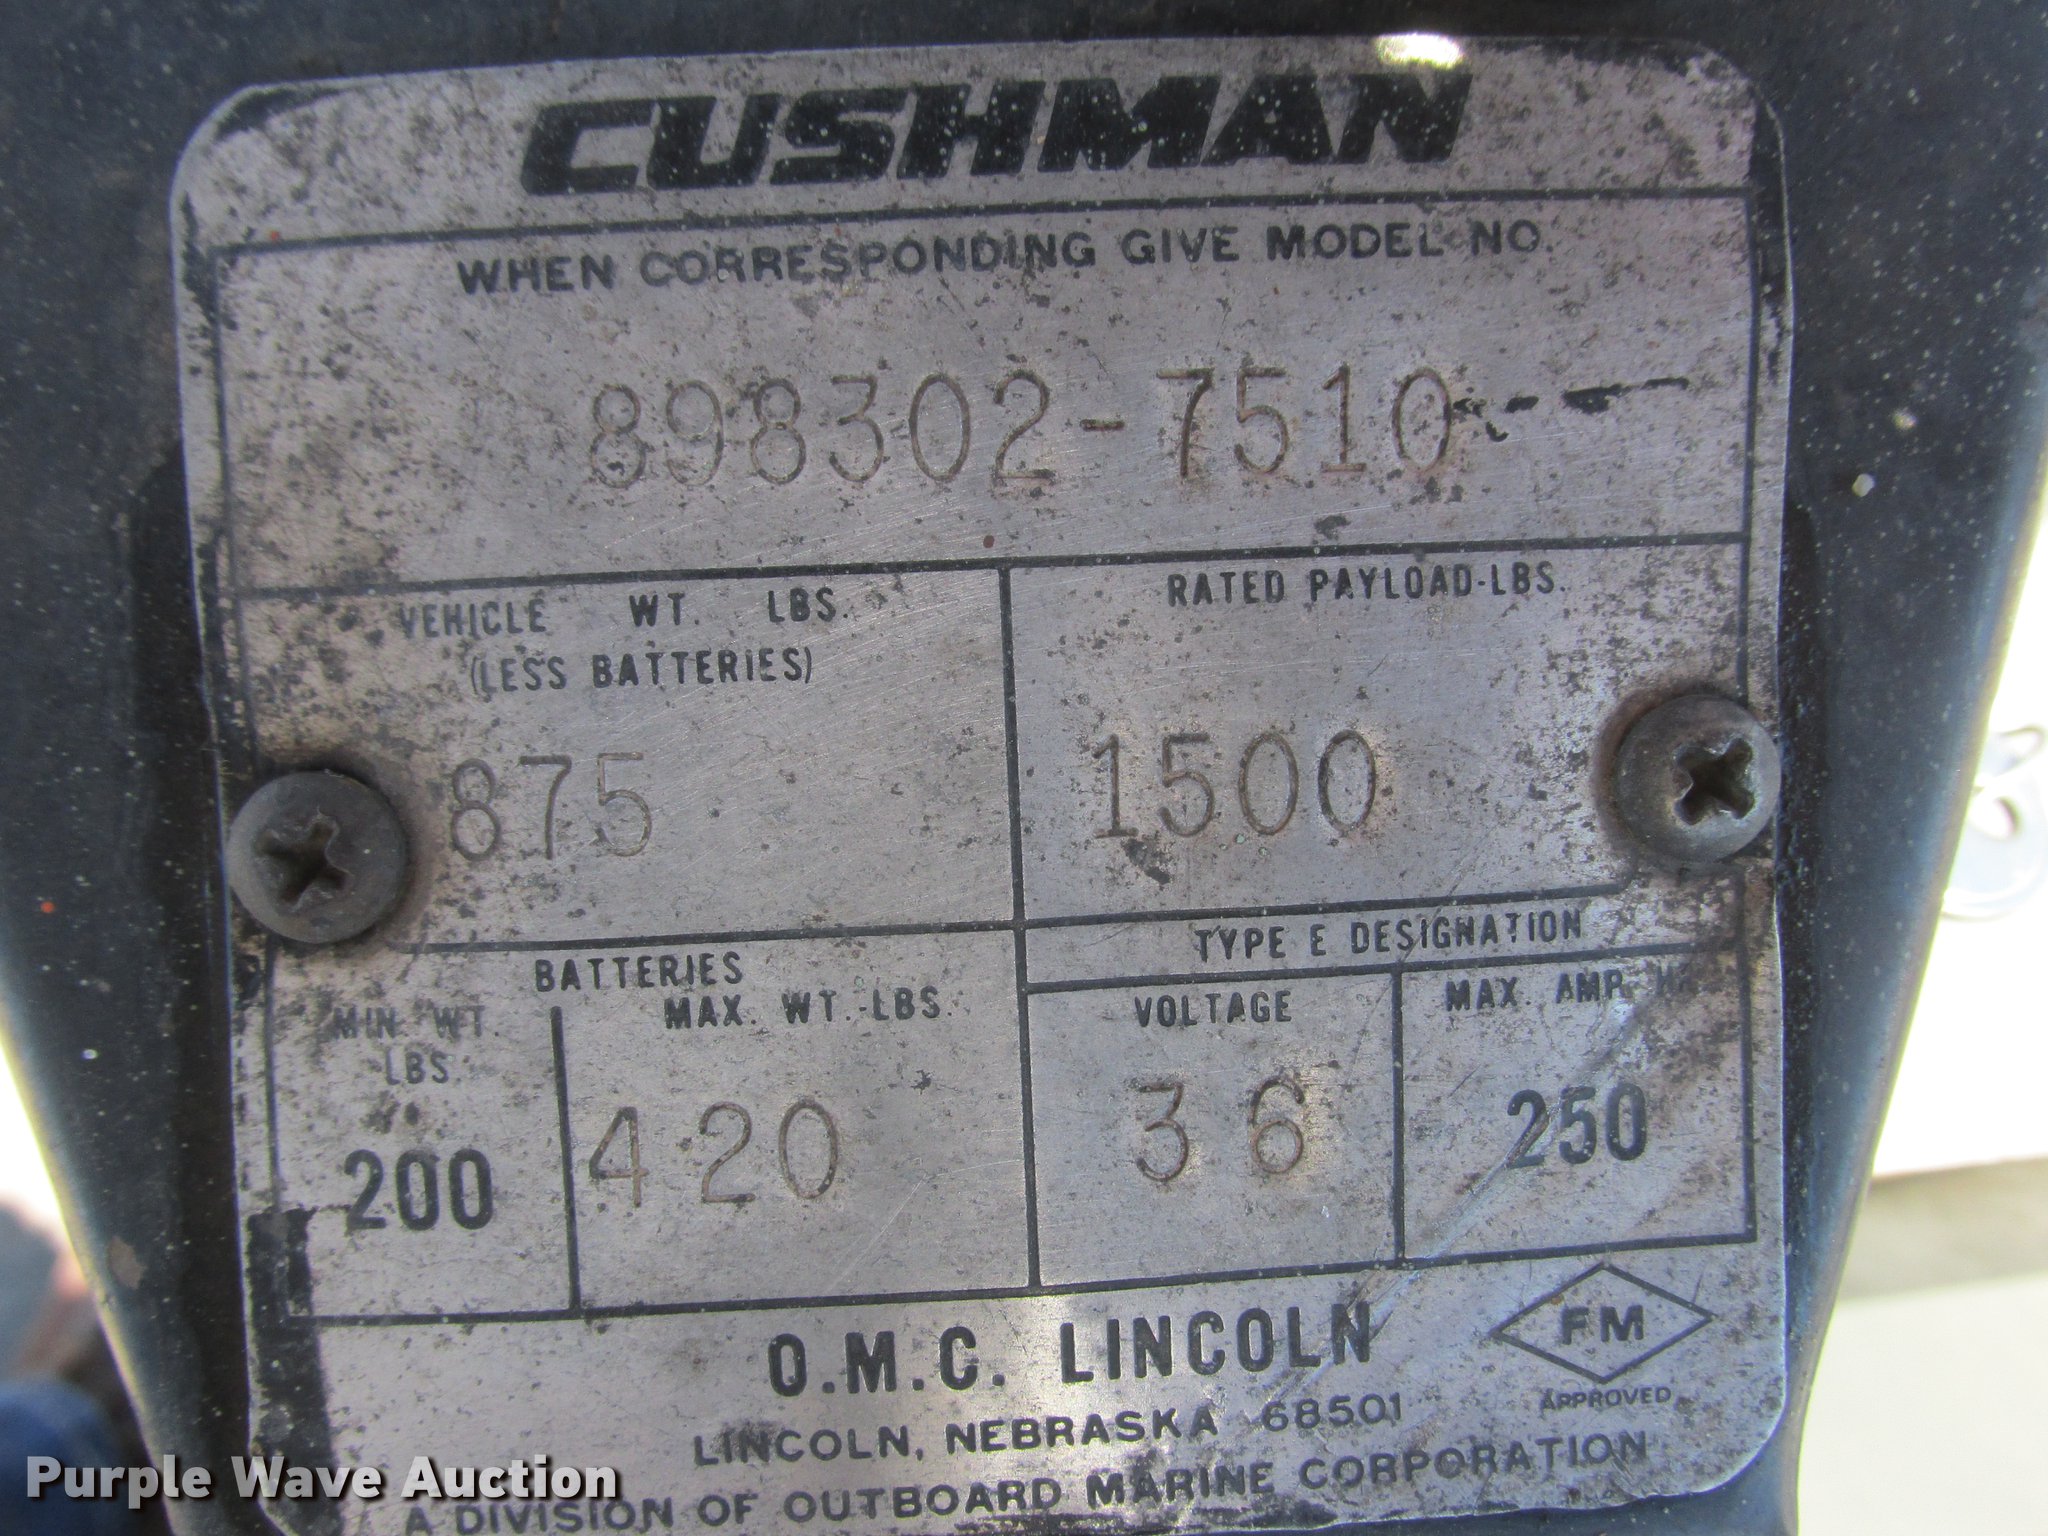 CUSHMAN
WHEN CORRESPONDING GIVE MODEL NO.
898302-7510
VEHICLE WT. LBS.
(LESS BATTERIES)
875
RATED PAYLOAD-LBS.
1500
BATTERIES
MIN. WT.
LBS.
200
MAX. WT.-LBS.
420
TYPE E DESIGNATION
VOLTAGE
36
MAX. AMP.
250
O.M.C. LINCOLN
LINCOLN, NEBRASKA 68501
A DIVISION OF OUTBOARD MARINE CORPORATION
FM
APPROVED
Purple Wave Auction